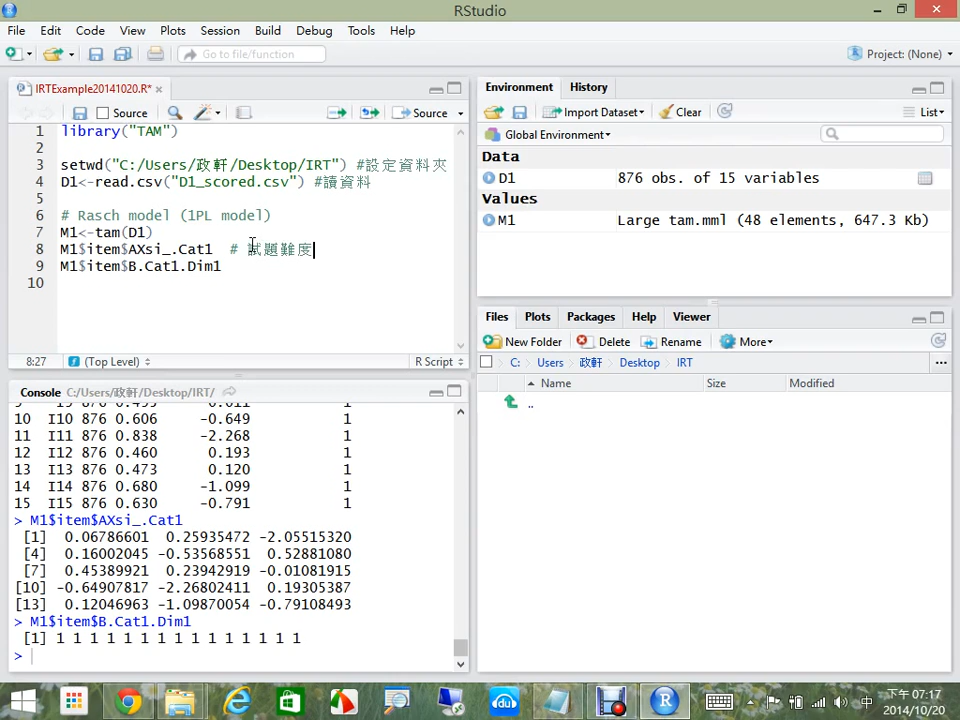 RStudio
File Edit Code View Plots Session Build Debug Tools Help
Go to file/function
Project: (None)
IRTExample20141020.R*
Source
Source
1 library("TAM")
2
3 setwd("C:/Users/政軒/Desktop/IRT") #設定資料夾
4 D1<-read.csv("D1_scored.csv") #讀資料
5
6 # Rasch model (1PL model)
7 M1<-tam(D1)
8 M1$item$AXsi_.Cat1 # 試題難度
9 M1$item$B.Cat1.Dim1
10
8:27 (Top Level) R Script
Console C:/Users/政軒/Desktop/IRT/
10 I10 876 0.606 -0.649 1
11 I11 876 0.838 -2.268 1
12 I12 876 0.460 0.193 1
13 I13 876 0.473 0.120 1
14 I14 876 0.680 -1.099 1
15 I15 876 0.630 -0.791 1
> M1$item$AXsi_.Cat1
[1] 0.06786601 0.25935472 -2.05515320
[4] 0.16002045 -0.53568551 0.52881080
[7] 0.45389921 0.23942919 -0.01081915
[10] -0.64907817 -2.26802411 0.19305387
[13] 0.12046963 -1.09870054 -0.79108493
> M1$item$B.Cat1.Dim1
[1] 1 1 1 1 1 1 1 1 1 1 1 1 1 1 1
>
Environment History
Import Dataset Clear List
Global Environment
Data
D1 876 obs. of 15 variables
Values
M1 Large tam.mml (48 elements, 647.3 Kb)
Files Plots Packages Help Viewer
New Folder Delete Rename More
C: Users 政軒 Desktop IRT
Name Size Modified
..
中
下午 07:17
2014/10/20